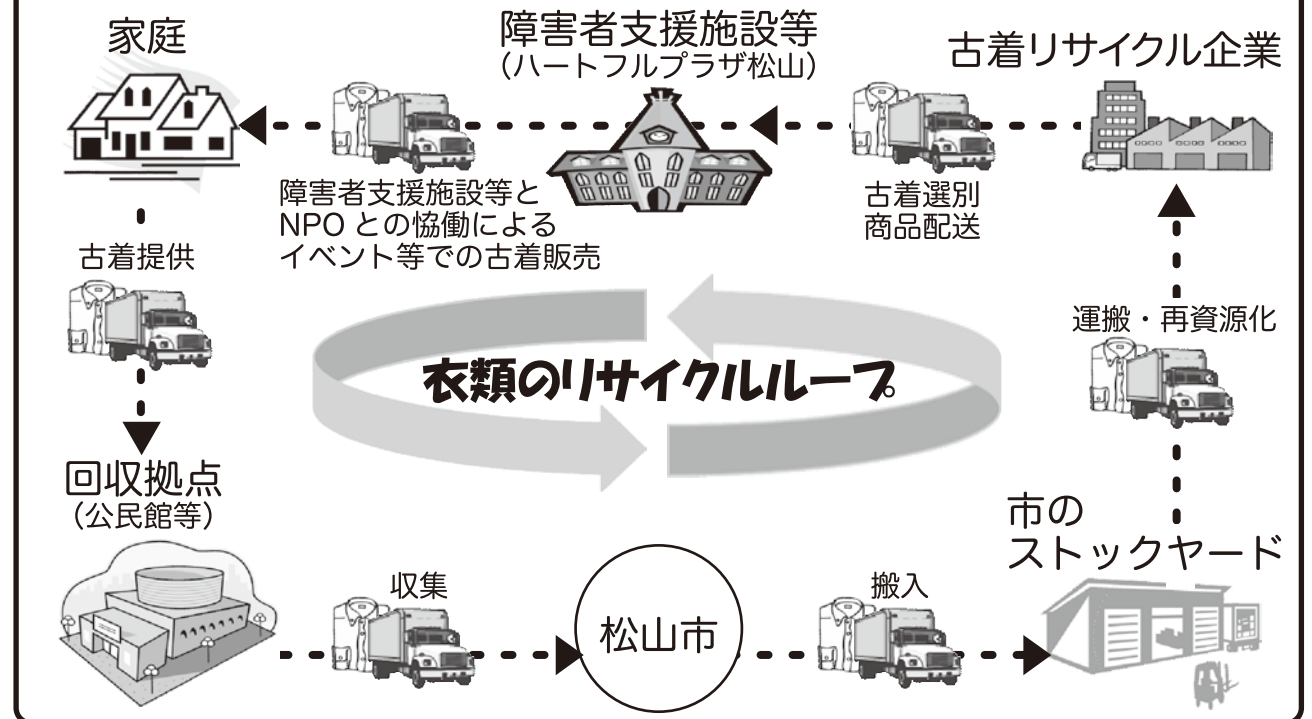 家庭
障害者支援施設等
（ハートフルプラザ松山）
古着リサイクル企業
障害者支援施設等と
NPOとの恊働による
イベント等での古着販売
古着選別
商品配送
古着提供
運搬・再資源化
衣類のリサイクルループ
回収拠点
（公民館等）
市の
ストックヤード
収集
松山市
搬入